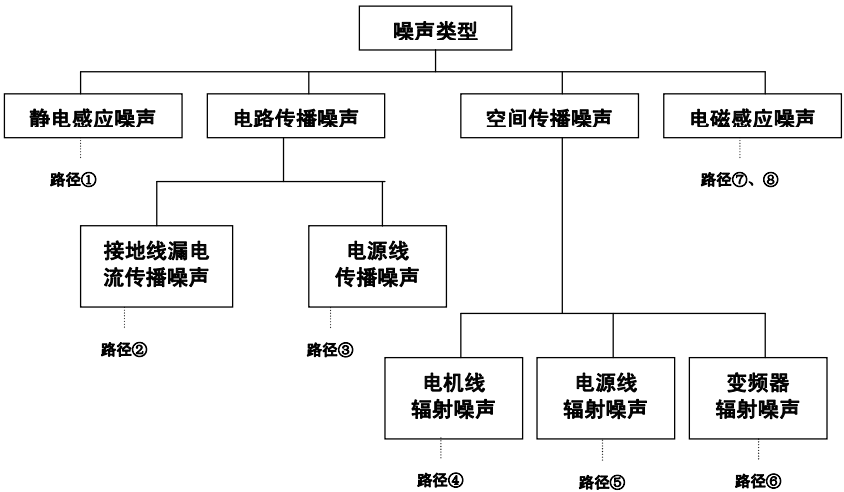 噪声类型
静电感应噪声
电路传播噪声
空间传播噪声
电磁感应噪声
路径①
路径⑦、⑧
接地线漏电
流传播噪声
电源线
传播噪声
路径②
路径③
电机线
辐射噪声
电源线
辐射噪声
变频器
辐射噪声
路径④
路径⑤
路径⑥